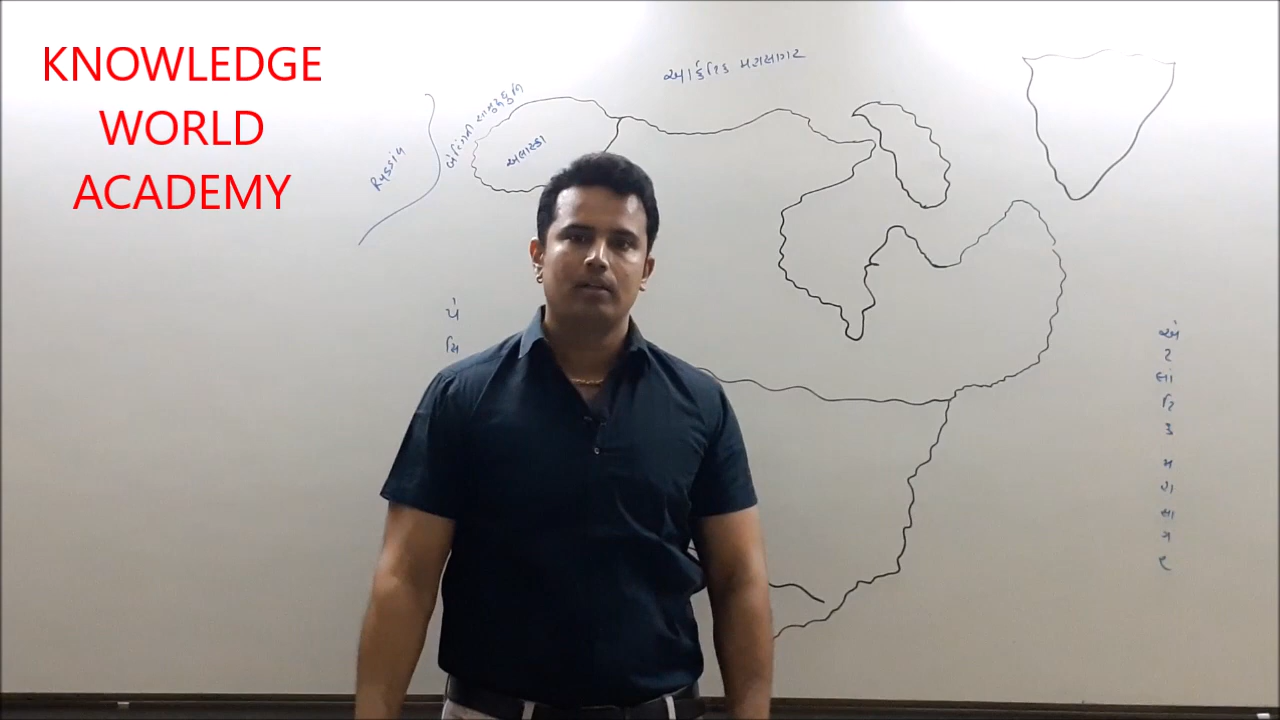 KNOWLEDGE
WORLD
ACADEMY
આર્કટિક મહાસાગર
Russia
અલાસ્કા
પે
સિ
એ
ટ
લાં
ટિ
ક
મ
હા
સા
ગ
ર